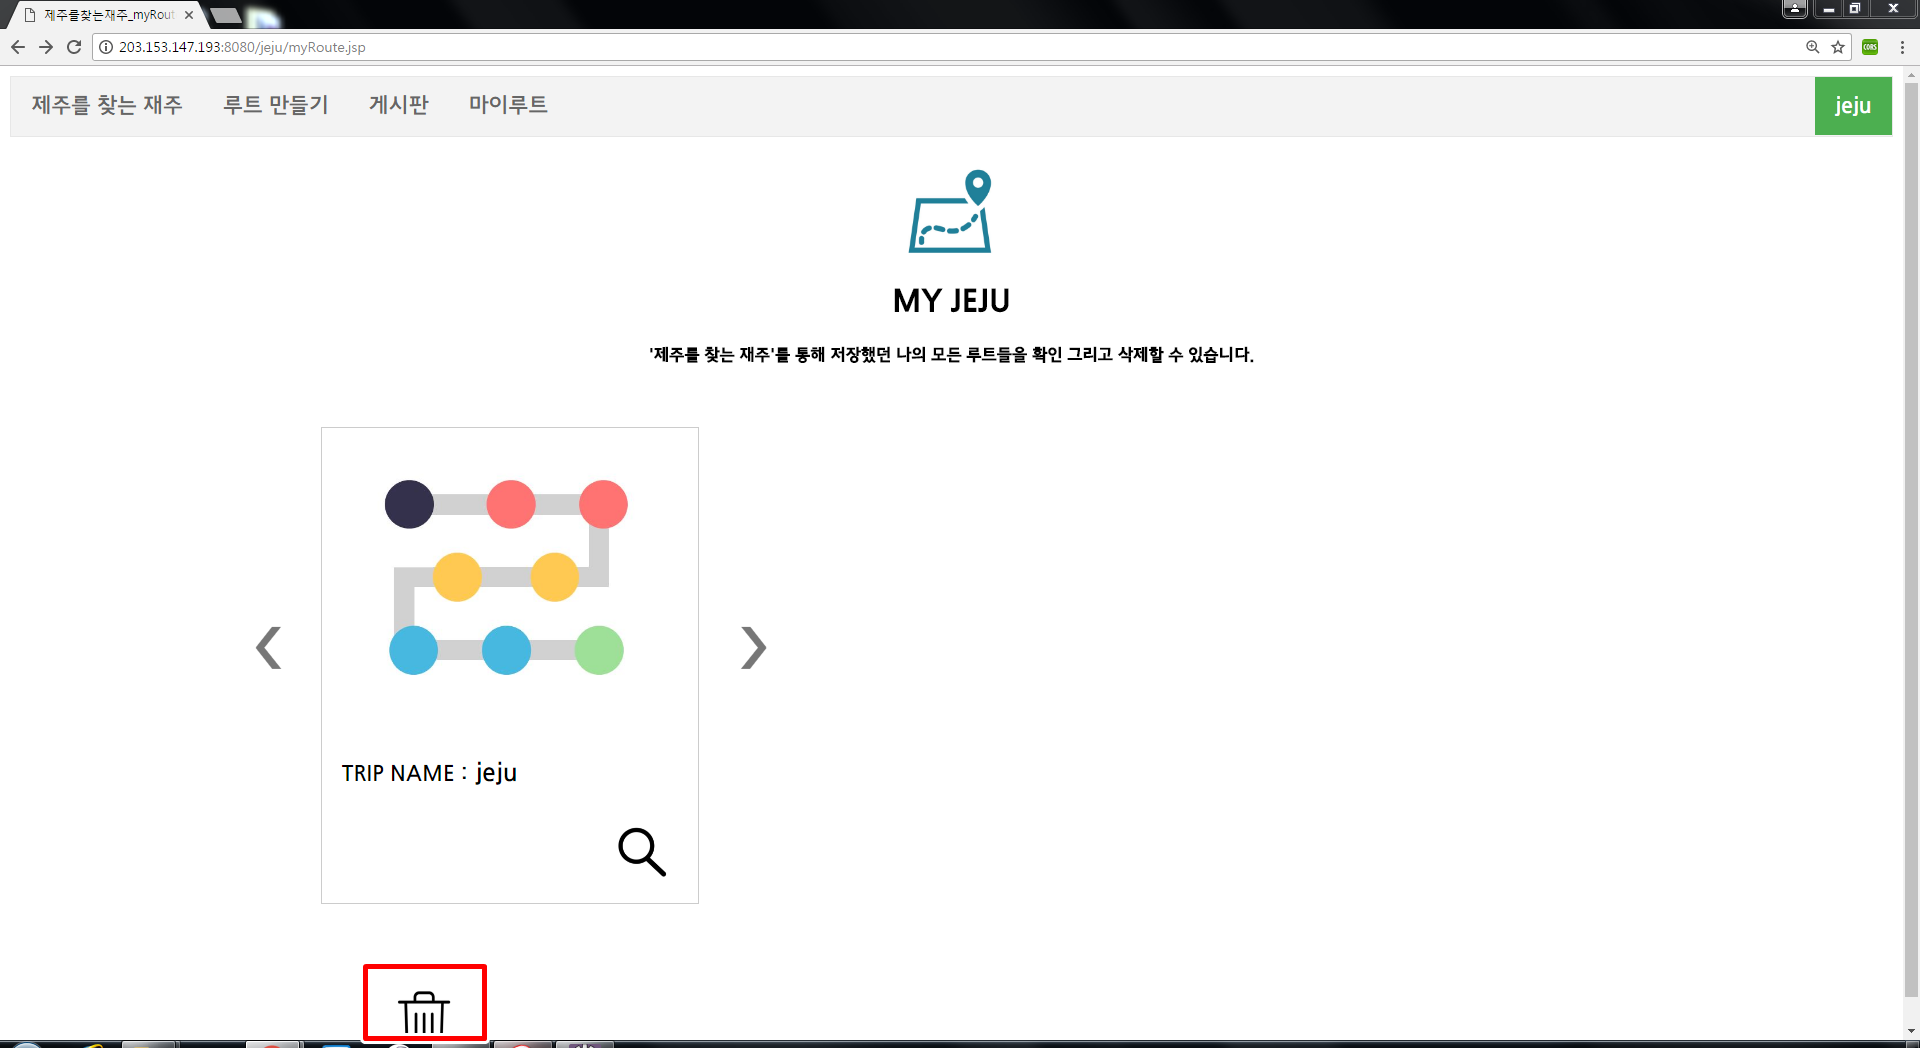 제주를찾는재주_myRout
203.153.147.193:8080/jeju/myRoute.jsp
CORS
제주를 찾는 재주 루트 만들기 게시판 마이루트 jeju
MY JEJU
'제주를 찾는 재주'를 통해 저장했던 나의 모든 루트들을 확인 그리고 삭제할 수 있습니다.
TRIP NAME : jeju